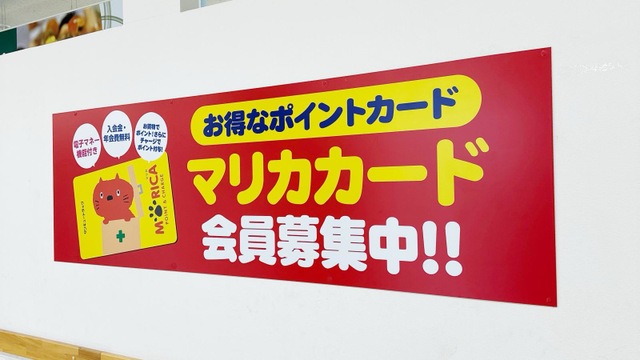 お得なポイントカード
マリカカード
会員募集中!!
電子マネー
機能付き
入会金・
年会費無料
お買物で
ポイント!さらに
チャージで
ポイント付与!
MARICA
POINT & CHARGE